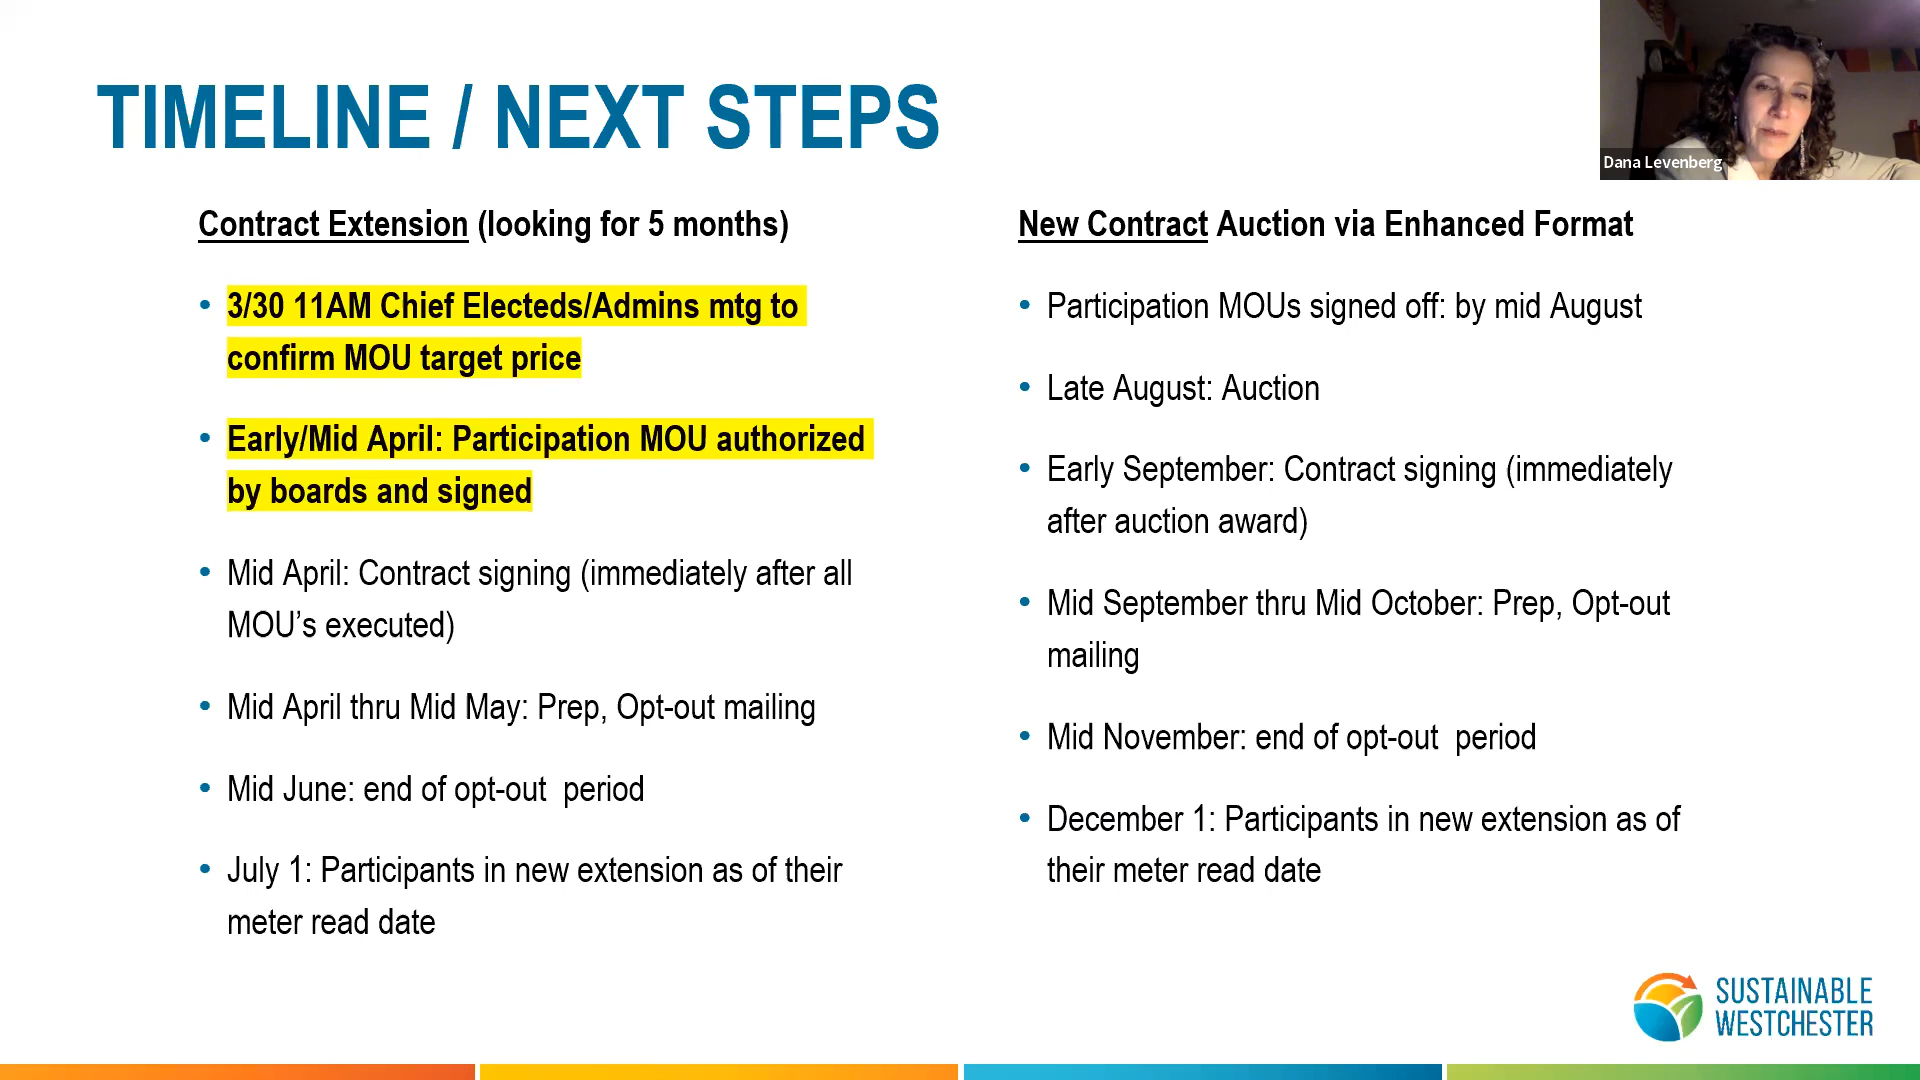 TIMELINE / NEXT STEPS
Dana Levenberg
Contract Extension (looking for 5 months)
• 3/30 11AM Chief Electeds/Admins mtg to
confirm MOU target price
• Early/Mid April: Participation MOU authorized
by boards and signed
• Mid April: Contract signing (immediately after all
MOU’s executed)
• Mid April thru Mid May: Prep, Opt-out mailing
• Mid June: end of opt-out  period
• July 1: Participants in new extension as of their
meter read date
New Contract Auction via Enhanced Format
• Participation MOUs signed off: by mid August
• Late August: Auction
• Early September: Contract signing (immediately
after auction award)
• Mid September thru Mid October: Prep, Opt-out
mailing
• Mid November: end of opt-out  period
• December 1: Participants in new extension as of
their meter read date
SUSTAINABLE
WESTCHESTER